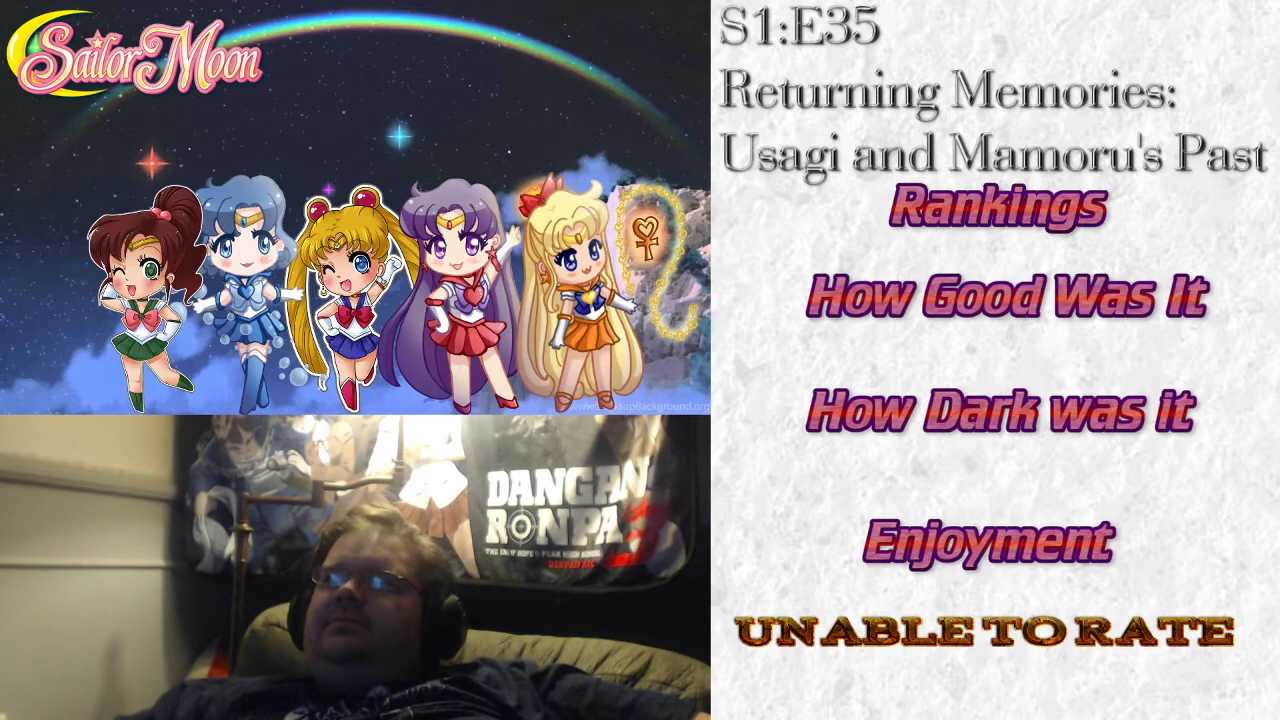 Sailor Moon
S1:E35
Returning Memories:
Usagi and Mamoru's Past
Rankings
How Good Was It
How Dark was it
Enjoyment
UNABLE TO RATE
DANGAN
RONPA